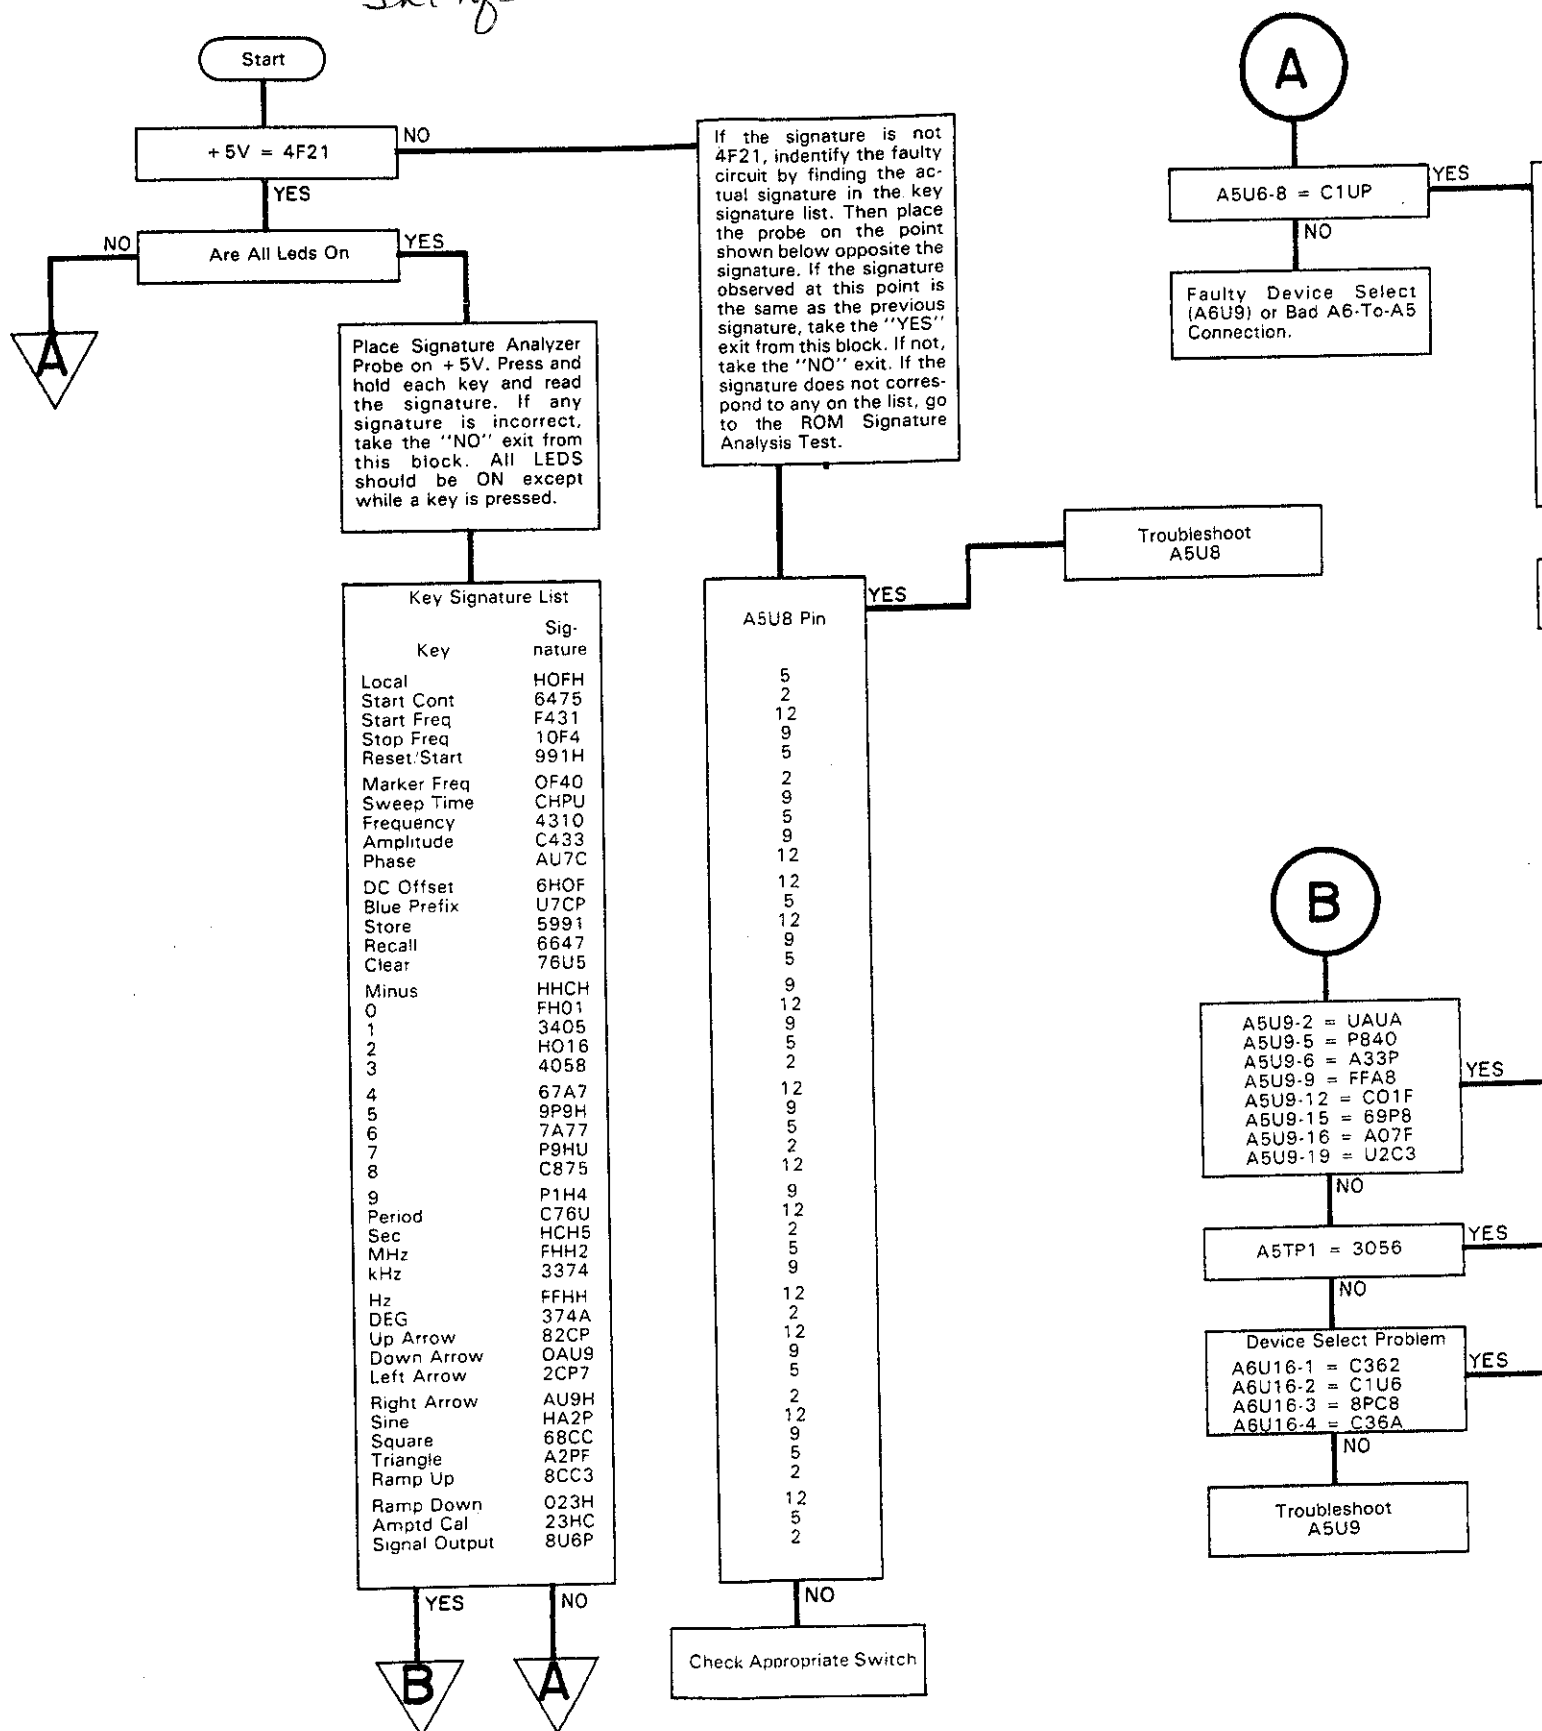 Start
+5V = 4F21
NO
YES
Are All Leds On
NO
YES
A
Place Signature Analyzer
Probe on +5V. Press and
hold each key and read
the signature. If any
signature is incorrect,
take the "NO" exit from
this block. All LEDS
should be ON except
while a key is pressed.
Key Signature List
Sig-
Key nature
Local HOFH
Start Cont 6475
Start Freq F431
Stop Freq 10F4
Reset/Start 991H
Marker Freq OF40
Sweep Time CHPU
Frequency 4310
Amplitude C433
Phase AU7C
DC Offset 6HOF
Blue Prefix U7CP
Store 5991
Recall 6647
Clear 76U5
Minus HHCH
0 FH01
1 3405
2 HO16
3 4058
4 67A7
5 9P9H
6 7A77
7 P9HU
8 C875
9 P1H4
Period C76U
Sec HCH5
MHz FHH2
kHz 3374
Hz FFHH
DEG 374A
Up Arrow 82CP
Down Arrow OAU9
Left Arrow 2CP7
Right Arrow AU9H
Sine HA2P
Square 68CC
Triangle A2PF
Ramp Up 8CC3
Ramp Down 023H
Amptd Cal 23HC
Signal Output 8U6P
YES
NO
B
A
If the signature is not
4F21, indentify the faulty
circuit by finding the ac-
tual signature in the key
signature list. Then place
the probe on the point
shown below opposite the
signature. If the signature
observed at this point is
the same as the previous
signature, take the "YES"
exit from this block. If not,
take the "NO" exit. If the
signature does not corres-
pond to any on the list, go
to the ROM Signature
Analysis Test.
A5U8 Pin
YES
5
2
12
9
5
2
9
5
9
12
12
5
12
9
5
9
12
9
5
2
12
9
5
2
12
9
12
2
5
9
12
2
12
9
5
2
12
9
5
2
12
5
2
NO
Check Appropriate Switch
Troubleshoot
A5U8
A
A5U6-8 = C1UP
YES
NO
Faulty Device Select
(A6U9) or Bad A6-To-A5
Connection.
B
A5U9-2 = UAUA
A5U9-5 = P840
A5U9-6 = A33P
A5U9-9 = FFA8
A5U9-12 = CO1F
A5U9-15 = 69P8
A5U9-16 = A07F
A5U9-19 = U2C3
YES
NO
A5TP1 = 3056
YES
NO
Device Select Problem
A6U16-1 = C362
A6U16-2 = C1U6
A6U16-3 = 8PC8
A6U16-4 = C36A
YES
NO
Troubleshoot
A5U9